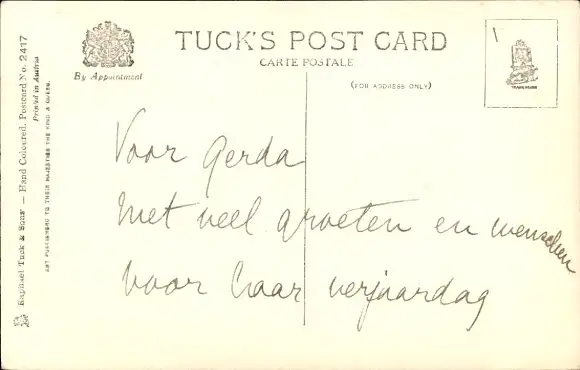 TUCK'S POST CARD
CARTE POSTALE
By Appointment
(FOR ADDRESS ONLY)
TRADE MARK
Raphael Tuck & Sons' — Hand Coloured, Postcard No. 2417
Printed in Austria
ART PUBLISHERS TO THEIR MAJESTIES THE KING & QUEEN.
Voor Gerda
met veel groeten en wenschen
voor haar verjaardag